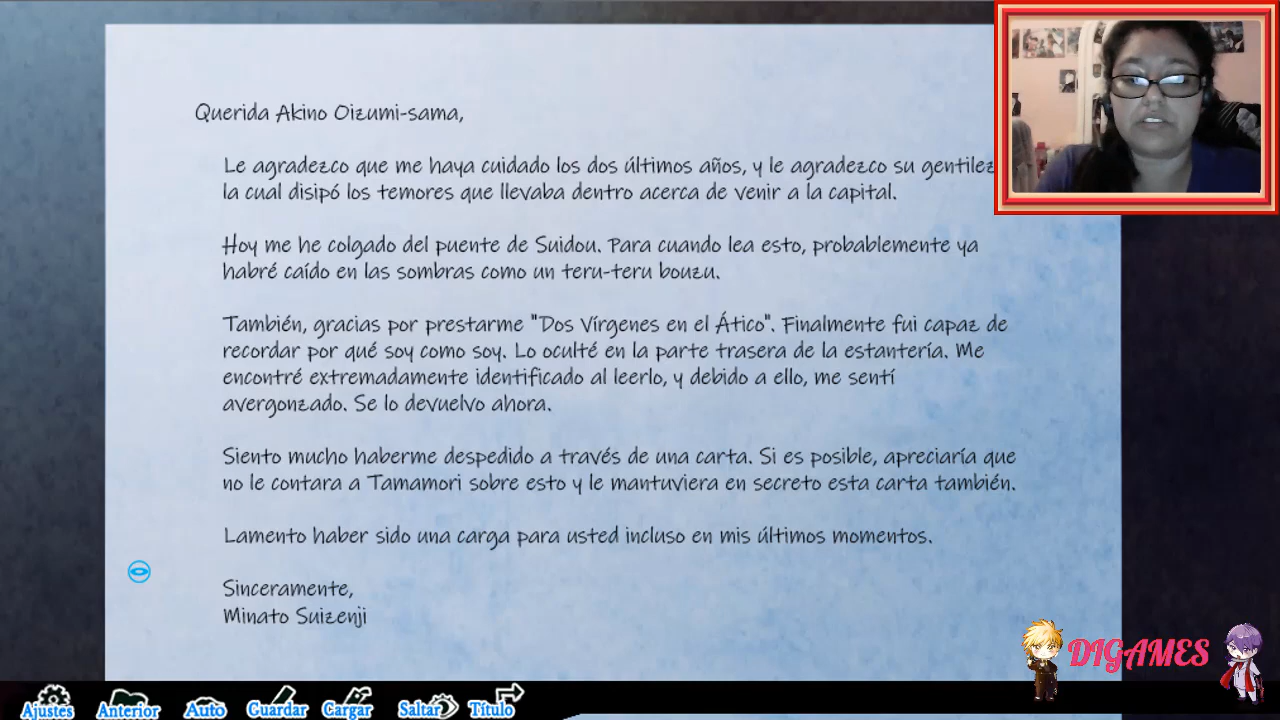 Querida Akino Oizumi-sama,
Le agradezco que me haya cuidado los dos últimos años, y le agradezco su
la cual disipó los temores que llevaba dentro acerca de venir a la capital.
Hoy me he colgado del puente de Suidou. Para cuando lea esto, probablemente ya
habré caído en las sombras como un teru-teru bouzu.
También, gracias por prestarme "Dos Vírgenes en el Ático". Finalmente fui capaz de
recordar por qué soy como soy. Lo oculté en la parte trasera de la estantería. Me
encontré extremadamente identificado al leerlo, y debido a ello, me sentí
avergonzado. Se lo devuelvo ahora.
Siento mucho haberme despedido a través de una carta. Si es posible, apreciaría que
no le contara a Tamamori sobre esto y le mantuviera en secreto esta carta también.
Lamento haber sido una carga para usted incluso en mis últimos momentos.
Sinceramente,
Minato Suizenji
DIGAMES
Ajustes Anterior Auto Guardar Cargar Saltar Título